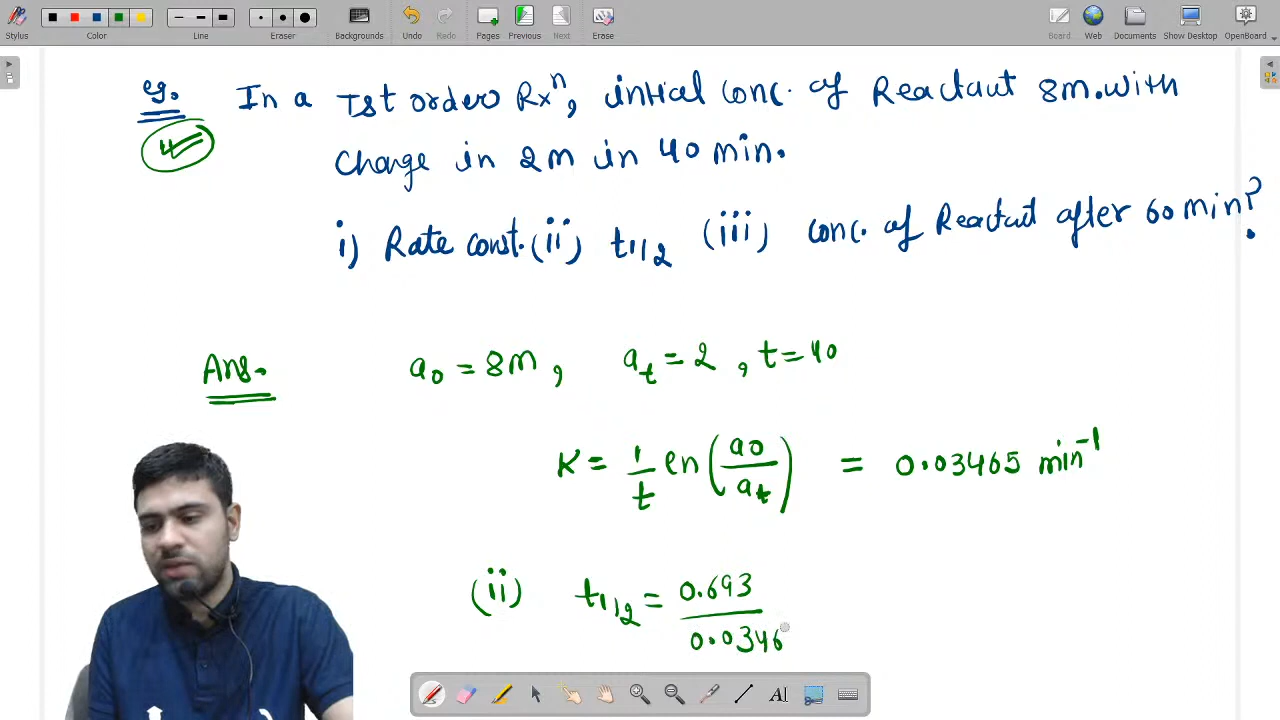 Stylus Color Line Eraser Backgrounds Undo Redo Pages Previous Next Erase Board Web Documents Show Desktop OpenBoard
eg. In a Ist order Rxⁿ, initial conc. of Reactant 8m. with
change in 2m in 40 min.
i) Rate const. (ii) t1/2 (iii) conc. of Reactant after 60 min?
Ans. a₀ = 8m, aₜ = 2, t = 40
K = 1/t ln (a₀/aₜ) = 0.03465 min⁻¹
(ii) t1/2 = 0.693
0.0346
AI